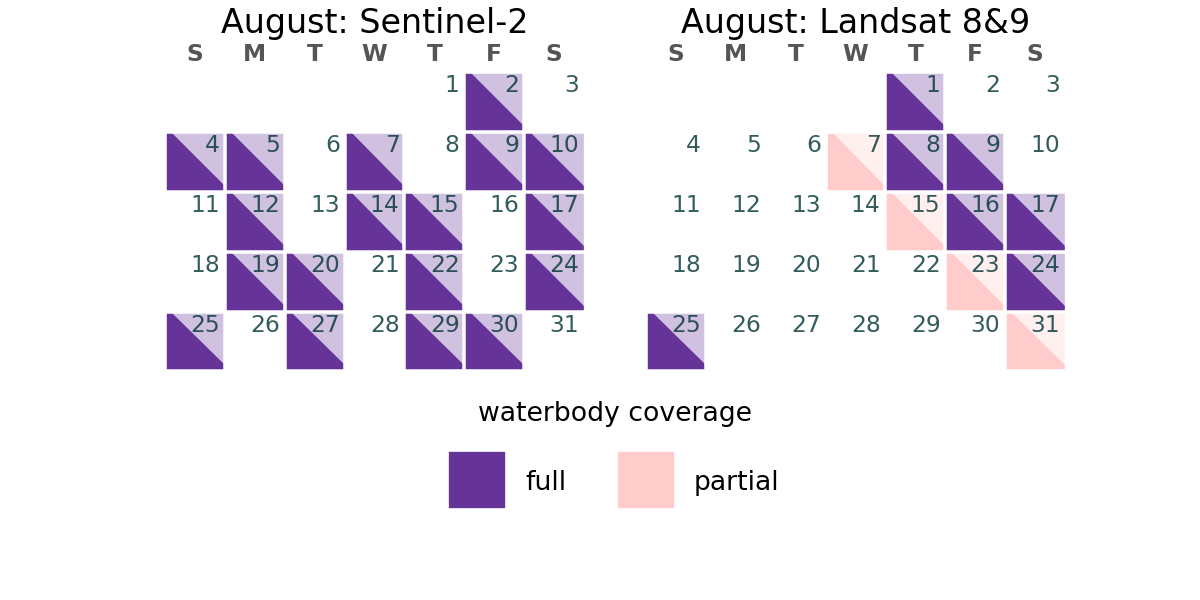 August: Sentinel-2
S M T W T F S
1 2 3
4 5 6 7 8 9 10
11 12 13 14 15 16 17
18 19 20 21 22 23 24
25 26 27 28 29 30 31
August: Landsat 8&9
S M T W T F S
1 2 3
4 5 6 7 8 9 10
11 12 13 14 15 16 17
18 19 20 21 22 23 24
25 26 27 28 29 30 31
waterbody coverage
full partial